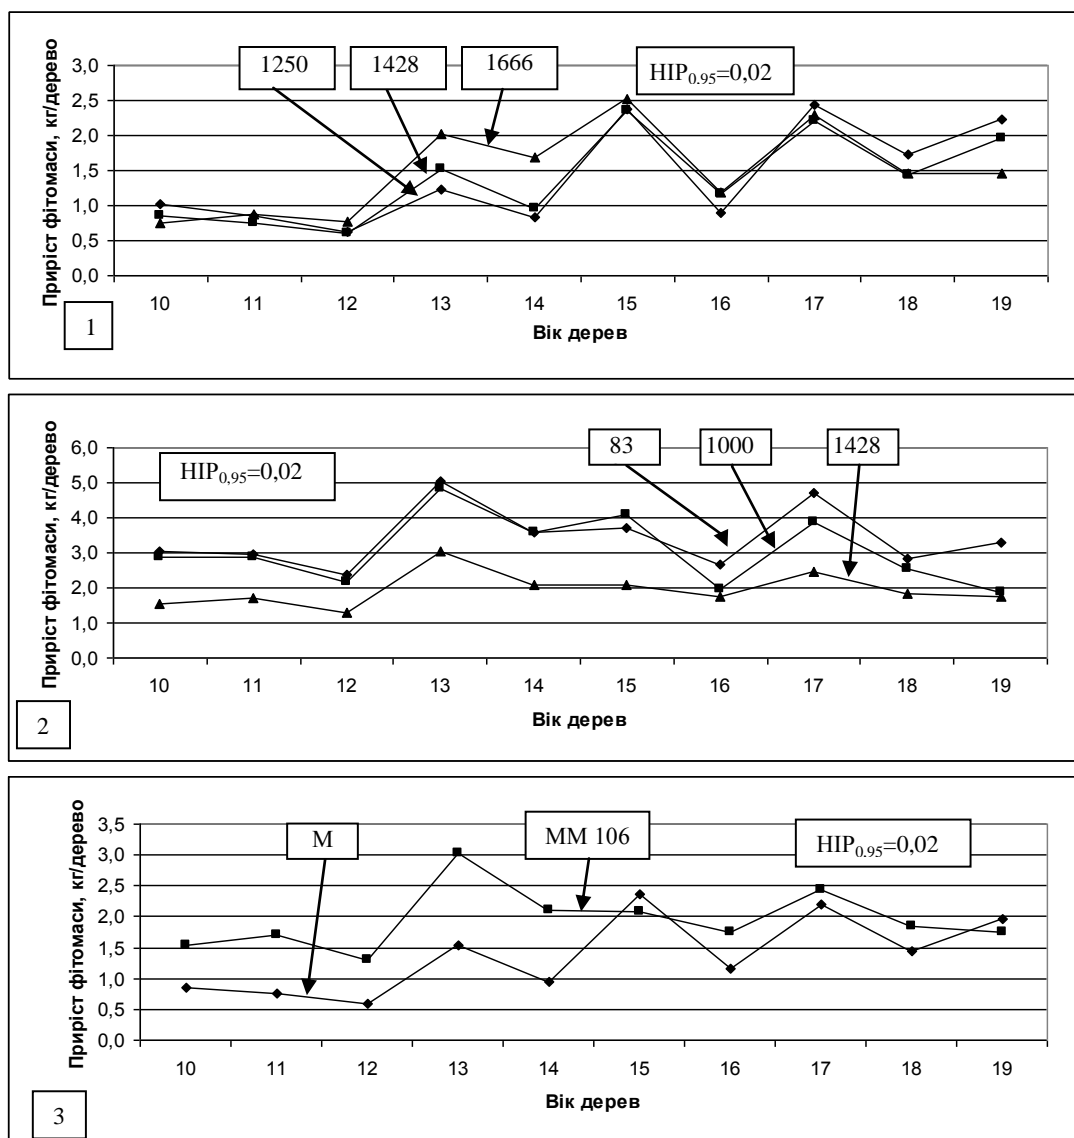 1250 1428 1666 НІР0.95=0,02
Приріст фітомаси, кг/дерево
3,0
2,5
2,0
1,5
1,0
0,5
0,0
10 11 12 13 14 15 16 17 18 19
Вік дерев
1
83 1000 1428
НІР0,95=0,02
Приріст фітомаси, кг/дерево
6,0
5,0
4,0
3,0
2,0
1,0
0,0
10 11 12 13 14 15 16 17 18 19
Вік дерев
2
М ММ 106 НІР0.95=0,02
Приріст фітомаси, кг/дерево
3,5
3,0
2,5
2,0
1,5
1,0
0,5
0,0
10 11 12 13 14 15 16 17 18 19
Вік дерев
3